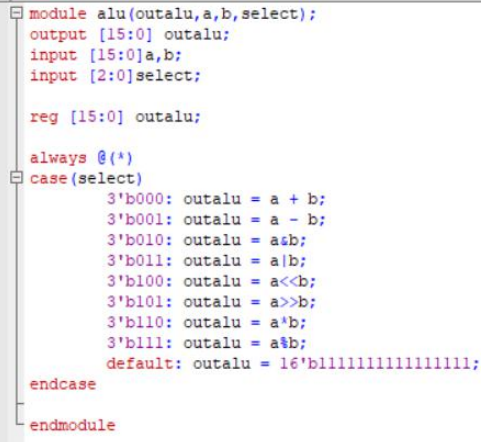 module alu(outalu,a,b,select);
output [15:0] outalu;
input [15:0]a,b;
input [2:0]select;
reg [15:0] outalu;
always @(*)
case(select)
3'b000: outalu = a + b;
3'b001: outalu = a - b;
3'b010: outalu = a&b;
3'b011: outalu = a|b;
3'b100: outalu = a<<b;
3'b101: outalu = a>>b;
3'b110: outalu = a*b;
3'b111: outalu = a%b;
default: outalu = 16'b1111111111111111;
endcase
endmodule